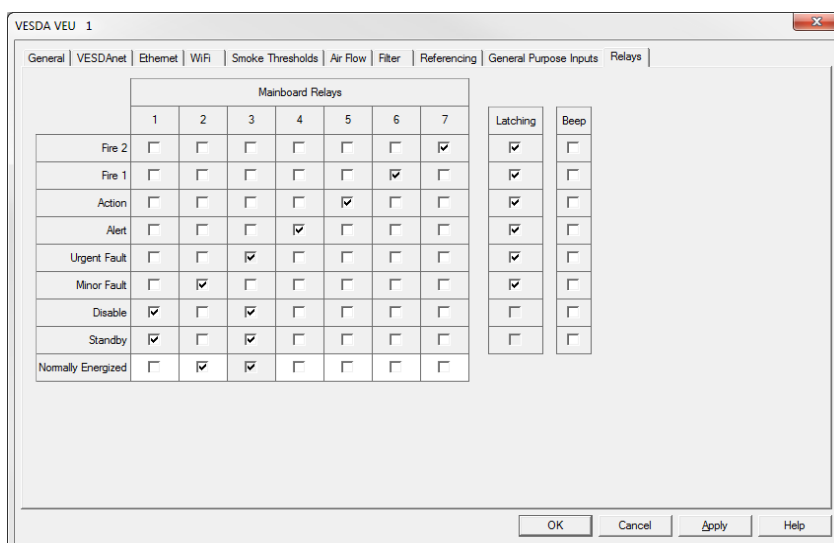 VESDA VEU 1
General VESDAnet Ethernet WiFi Smoke Thresholds Air Flow Filter Referencing General Purpose Inputs Relays
Mainboard Relays
1 2 3 4 5 6 7 Latching Beep
Fire 2
Fire 1
Action
Alert
Urgent Fault
Minor Fault
Disable
Standby
Normally Energized
OK Cancel Apply Help